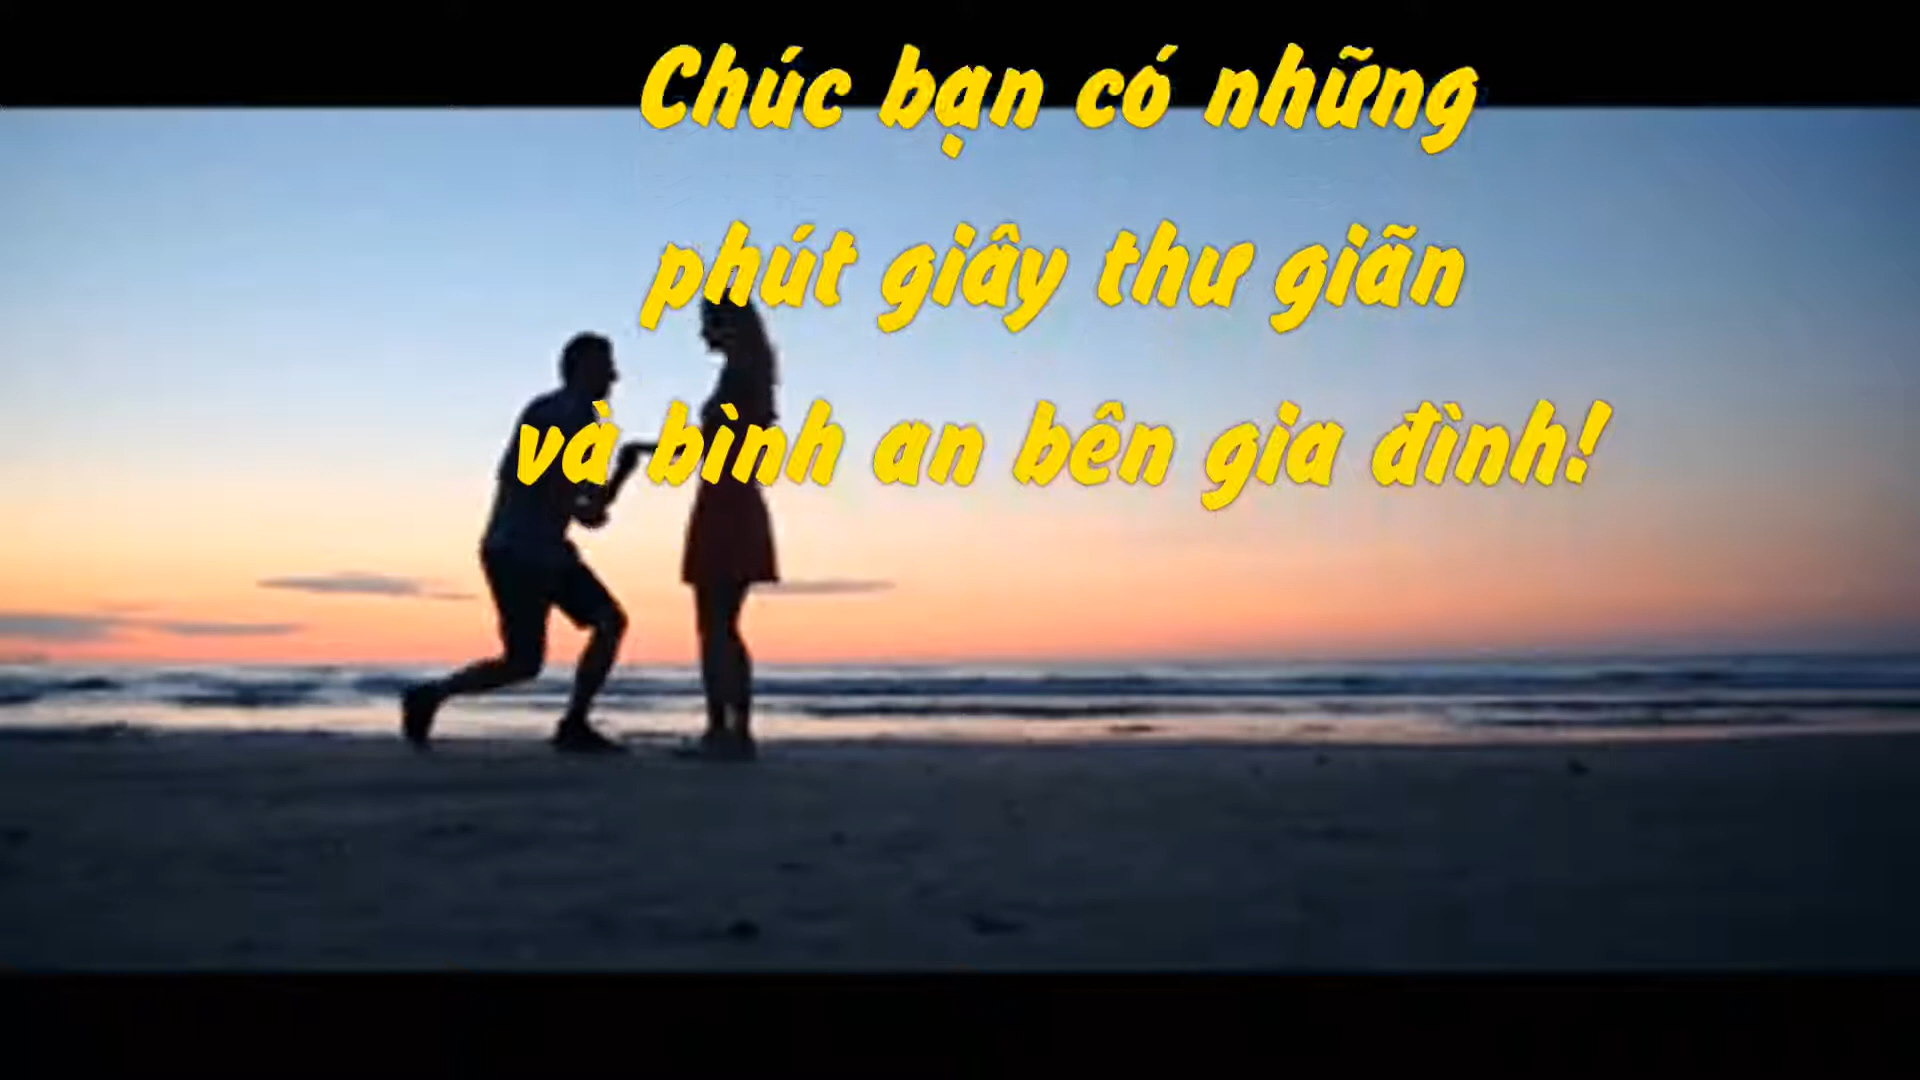 Chúc bạn có những
phút giây thư giãn
và bình an bên gia đình!